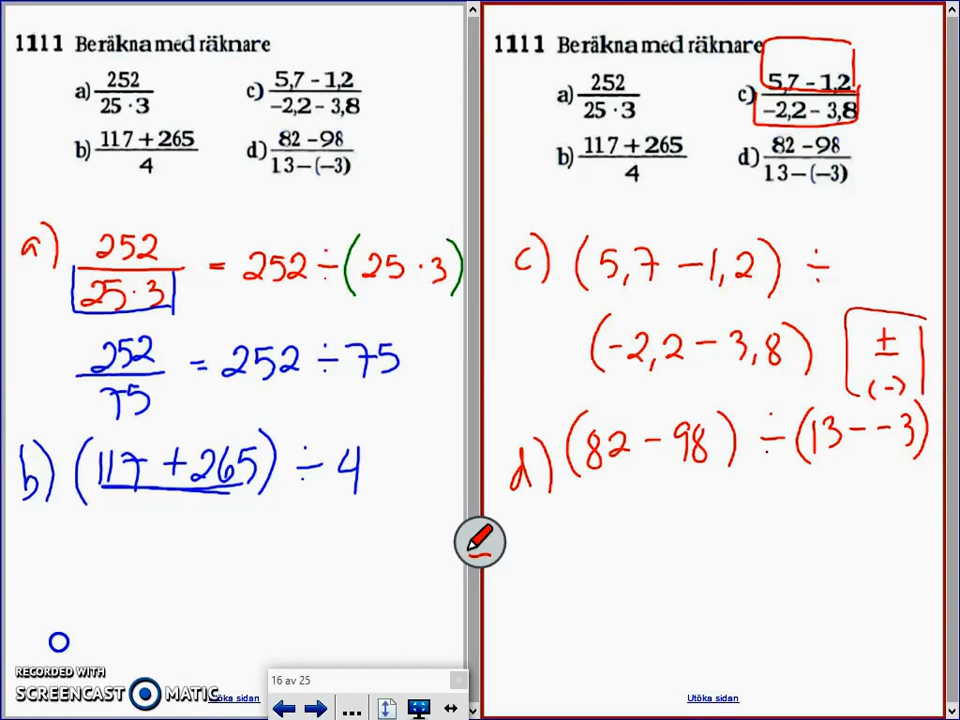 1111 Beräkna med räknare
a) 252 / 25 · 3
c) 5,7 – 1,2 / –2,2 – 3,8
b) 117 + 265 / 4
d) 82 – 98 / 13 – (–3)
a) 252 / 25 · 3 = 252 ÷ (25 · 3)
252 / 75 = 252 ÷ 75
b) (117 + 265) ÷ 4
RECORDED WITH
SCREENCAST MATIC
Utöka sidan
16 av 25
1111 Beräkna med räknare
a) 252 / 25 · 3
c) 5,7 – 1,2 / –2,2 – 3,8
b) 117 + 265 / 4
d) 82 – 98 / 13 – (–3)
c) (5,7 – 1,2) ÷
(-2,2 – 3,8)
±
(-)
d) (82 – 98) ÷ (13 - - 3)
Utöka sidan